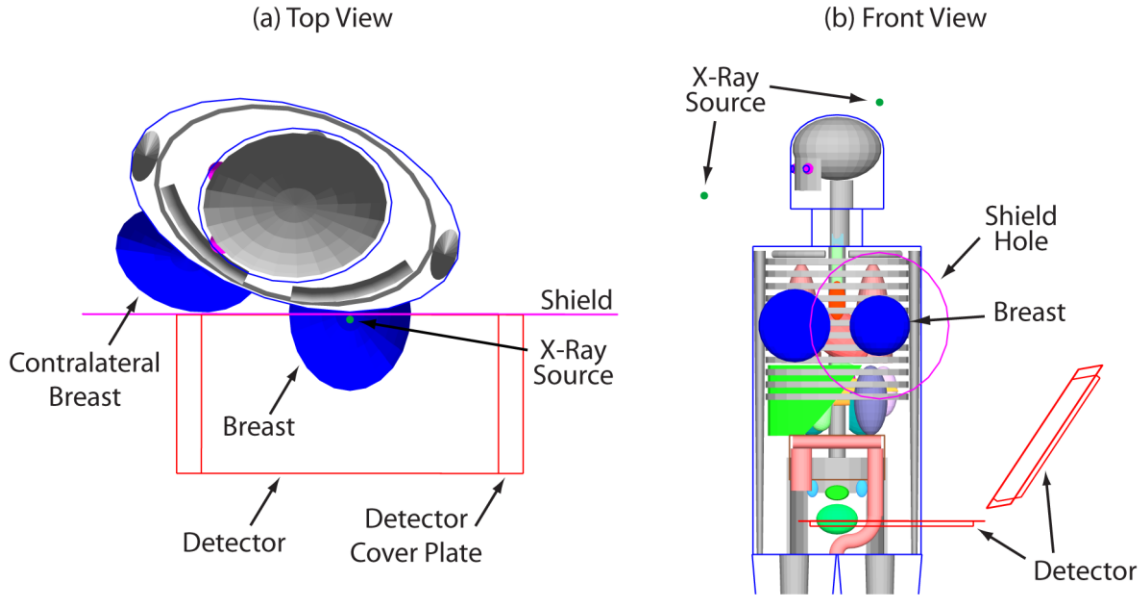 (a) Top View
(b) Front View
X-Ray
Source
Shield
Hole
Breast
Shield
X-Ray
Source
Contralateral
Breast
Breast
Detector
Detector
Cover Plate
Detector